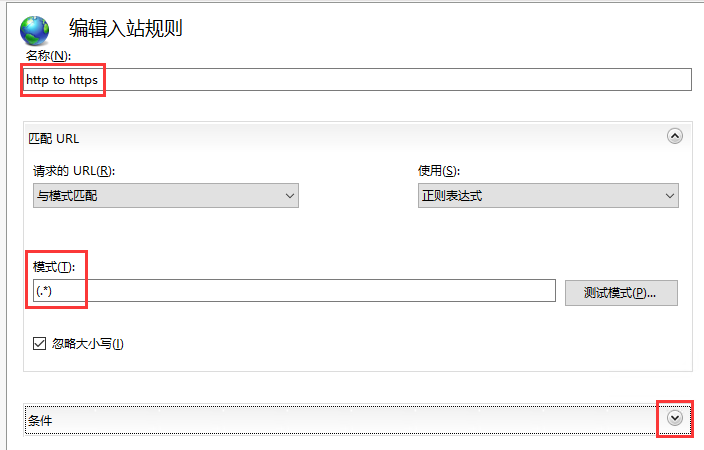 编辑入站规则
名称(N):
http to https
匹配 URL
请求的 URL(R):
使用(S):
与模式匹配
正则表达式
模式(T):
(.*)
测试模式(P)...
忽略大小写(I)
条件